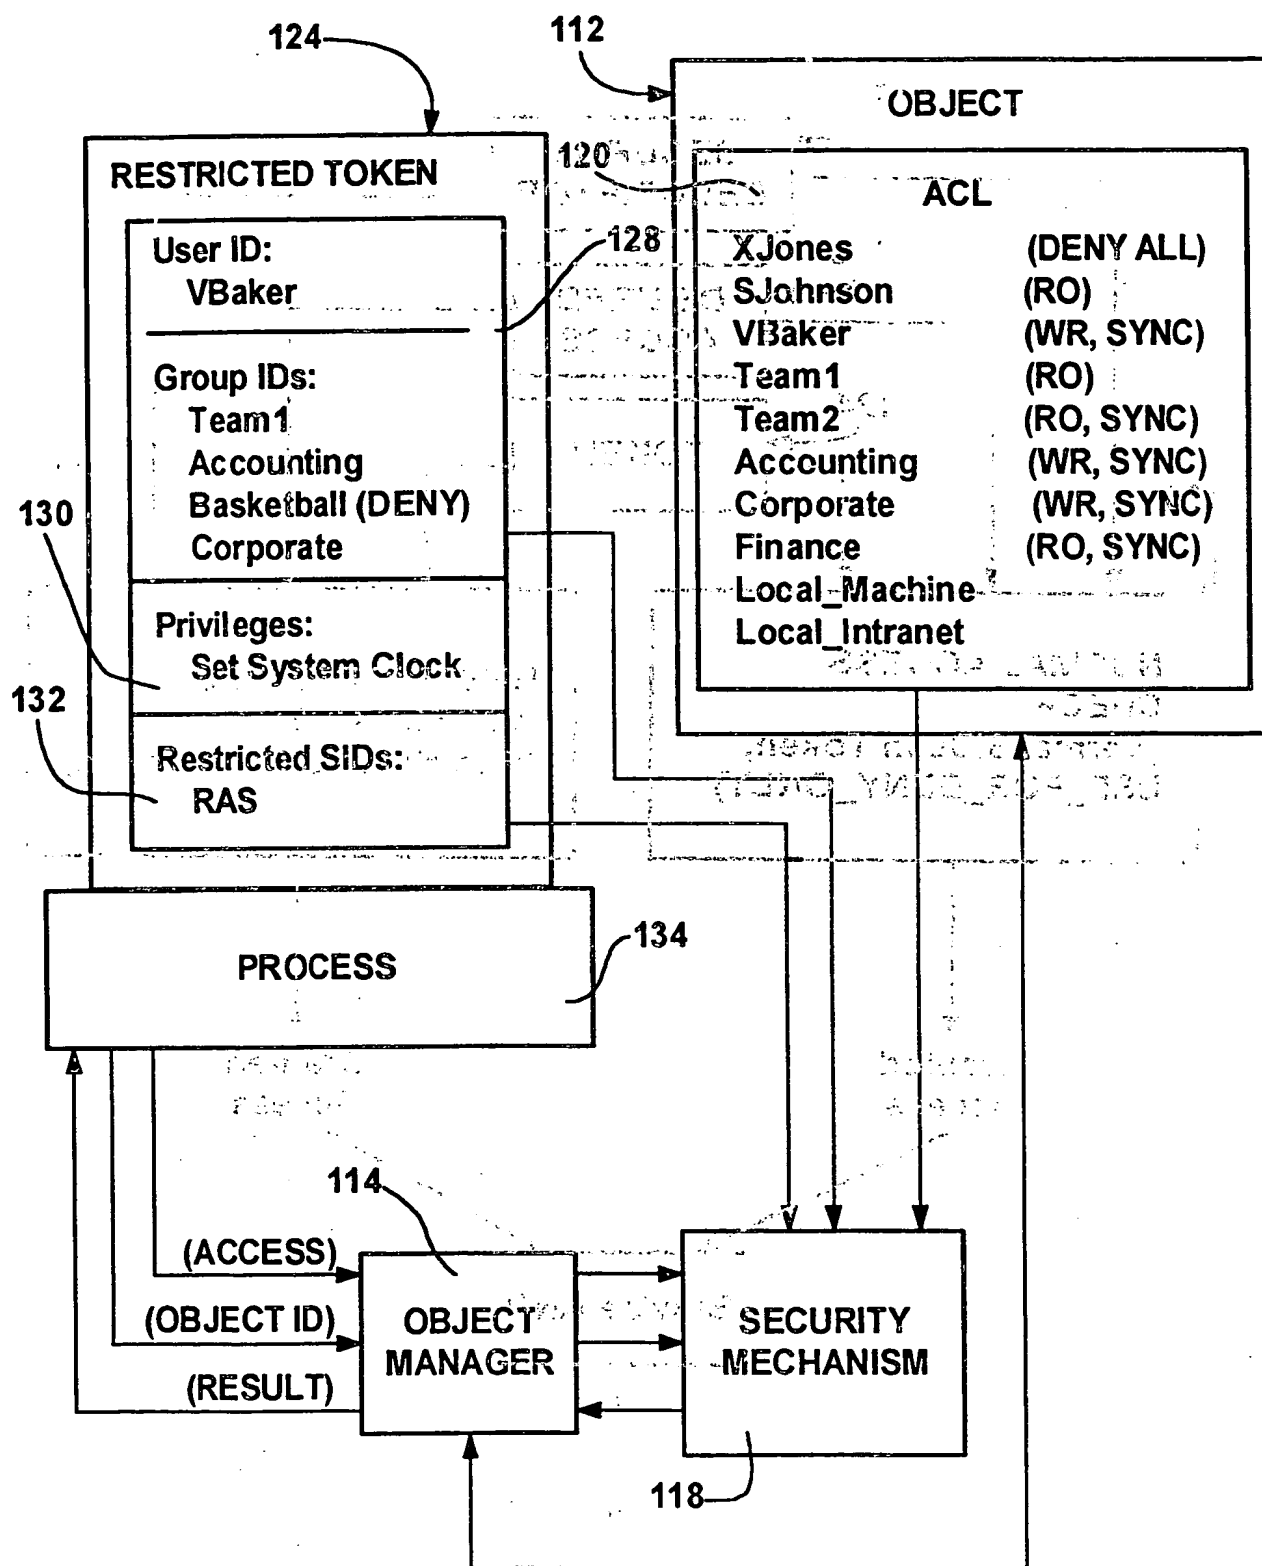 124
112
OBJECT
RESTRICTED TOKEN
120
ACL
User ID:
VBaker
128
Group IDs:
Team1
Accounting
Basketball (DENY)
Corporate
130
Privileges:
Set System Clock
132
Restricted SIDs:
RAS
XJones (DENY ALL)
SJohnson (RO)
VBaker (WR, SYNC)
Team1 (RO)
Team2 (RO, SYNC)
Accounting (WR, SYNC)
Corporate (WR, SYNC)
Finance (RO, SYNC)
Local_Machine
Local_Intranet
PROCESS
134
114
(ACCESS)
(OBJECT ID)
(RESULT)
OBJECT
MANAGER
SECURITY
MECHANISM
118